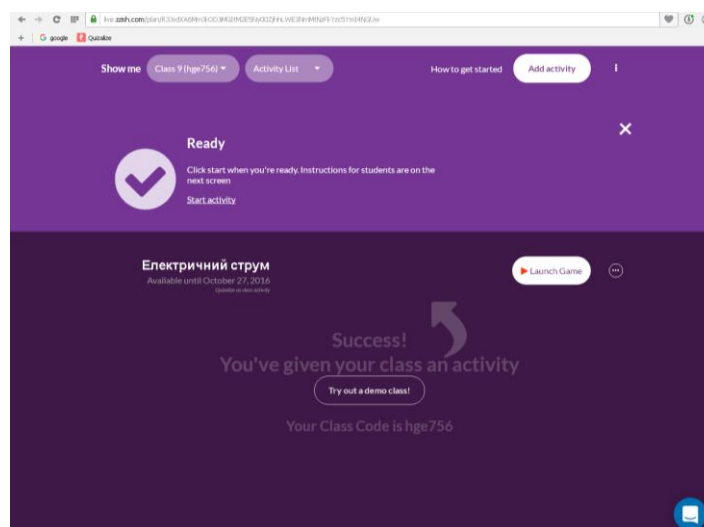 + G google Quizalize
Show me Class 9 (hge756) Activity List How to get started Add activity
Ready
Click start when you're ready. Instructions for students are on the
next screen
Start activity
Електричний струм
Available until October 27, 2016
Launch Game
Success!
You've given your class an activity
Try out a demo class!
Your Class Code is hge756